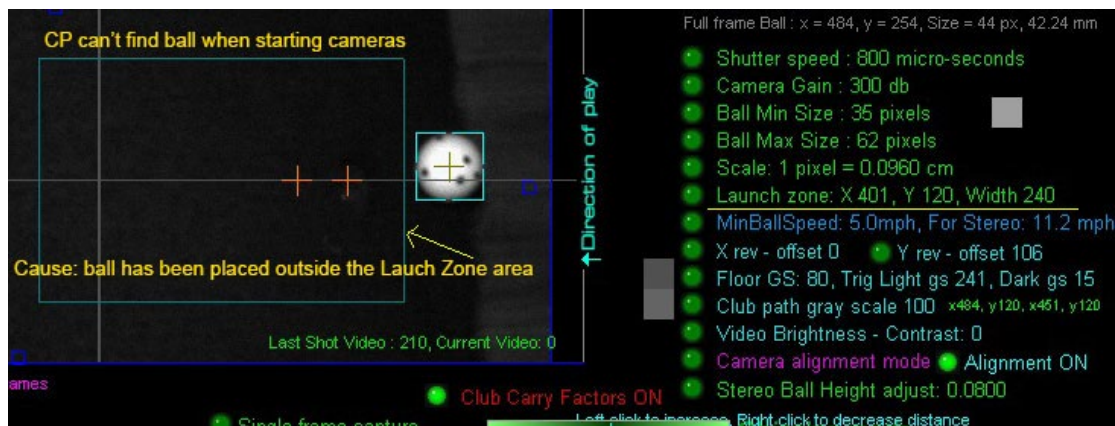 Full frame Ball : x = 484, y = 254, Size = 44 px, 42.24 mm
CP can't find ball when starting cameras
Shutter speed : 800 micro-seconds
Camera Gain : 300 db
Ball Min Size : 35 pixels
Ball Max Size : 62 pixels
Scale: 1 pixel = 0.0960 cm
Launch zone: X 401, Y 120, Width 240
MinBallSpeed: 5.0mph, For Stereo: 11.2 mph
X rev - offset 0 Y rev - offset 106
Floor GS: 80, Trig Light gs 241, Dark gs 15
Club path gray scale 100 x484, y120, x451, y120
Video Brightness - Contrast: 0
Camera alignment mode Alignment ON
Stereo Ball Height adjust: 0.0800
Direction of play
Cause: ball has been placed outside the Lauch Zone area
Last Shot Video : 210, Current Video: 0
ames
Club Carry Factors ON
Single frame capture
Left click to increase, Right-click to decrease distance